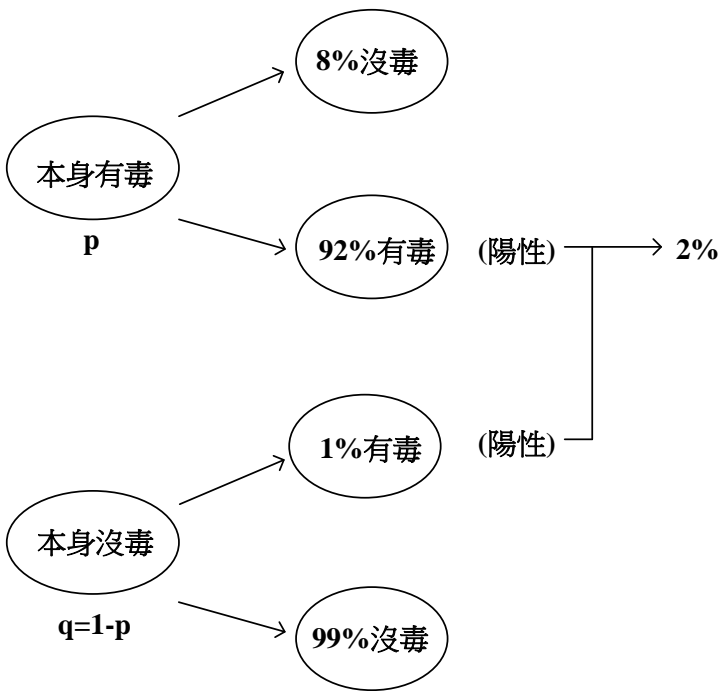 8%沒毒
本身有毒
p
92%有毒 (陽性) 2%
1%有毒 (陽性)
本身沒毒
q=1-p
99%沒毒